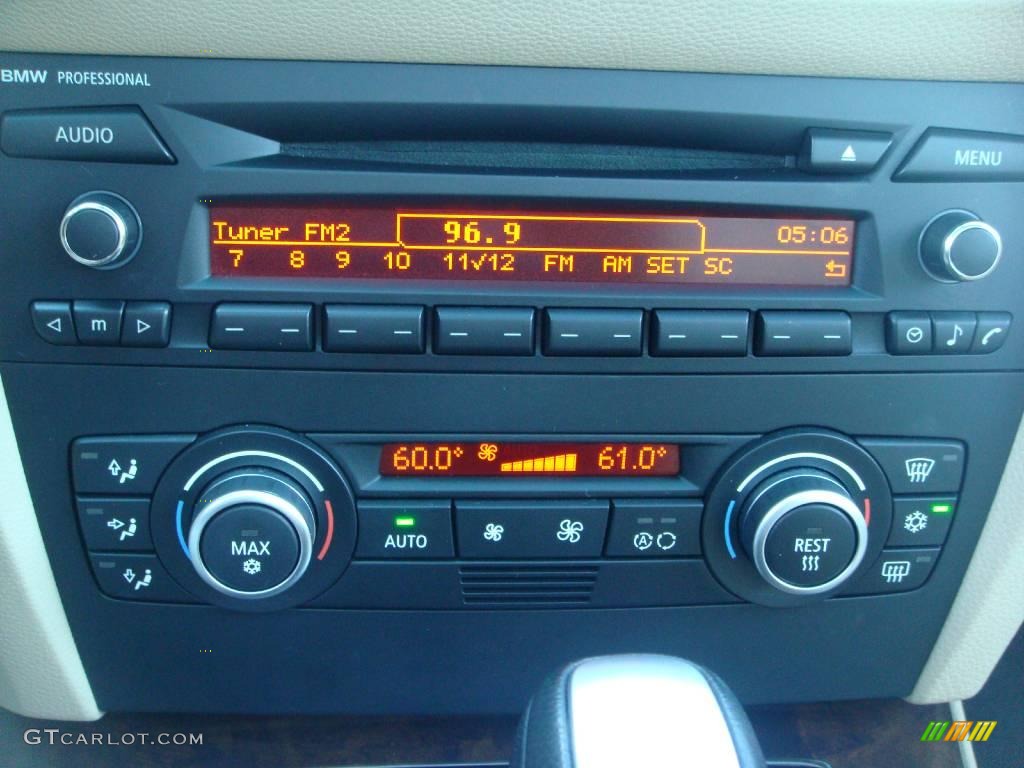 BMW PROFESSIONAL
AUDIO
MENU
Tuner FM2 96.9 05:06
7 8 9 10 11√12 FM AM SET SC
m
60.0° 61.0°
AUTO
A
MAX
REST
GTCARLOT.COM